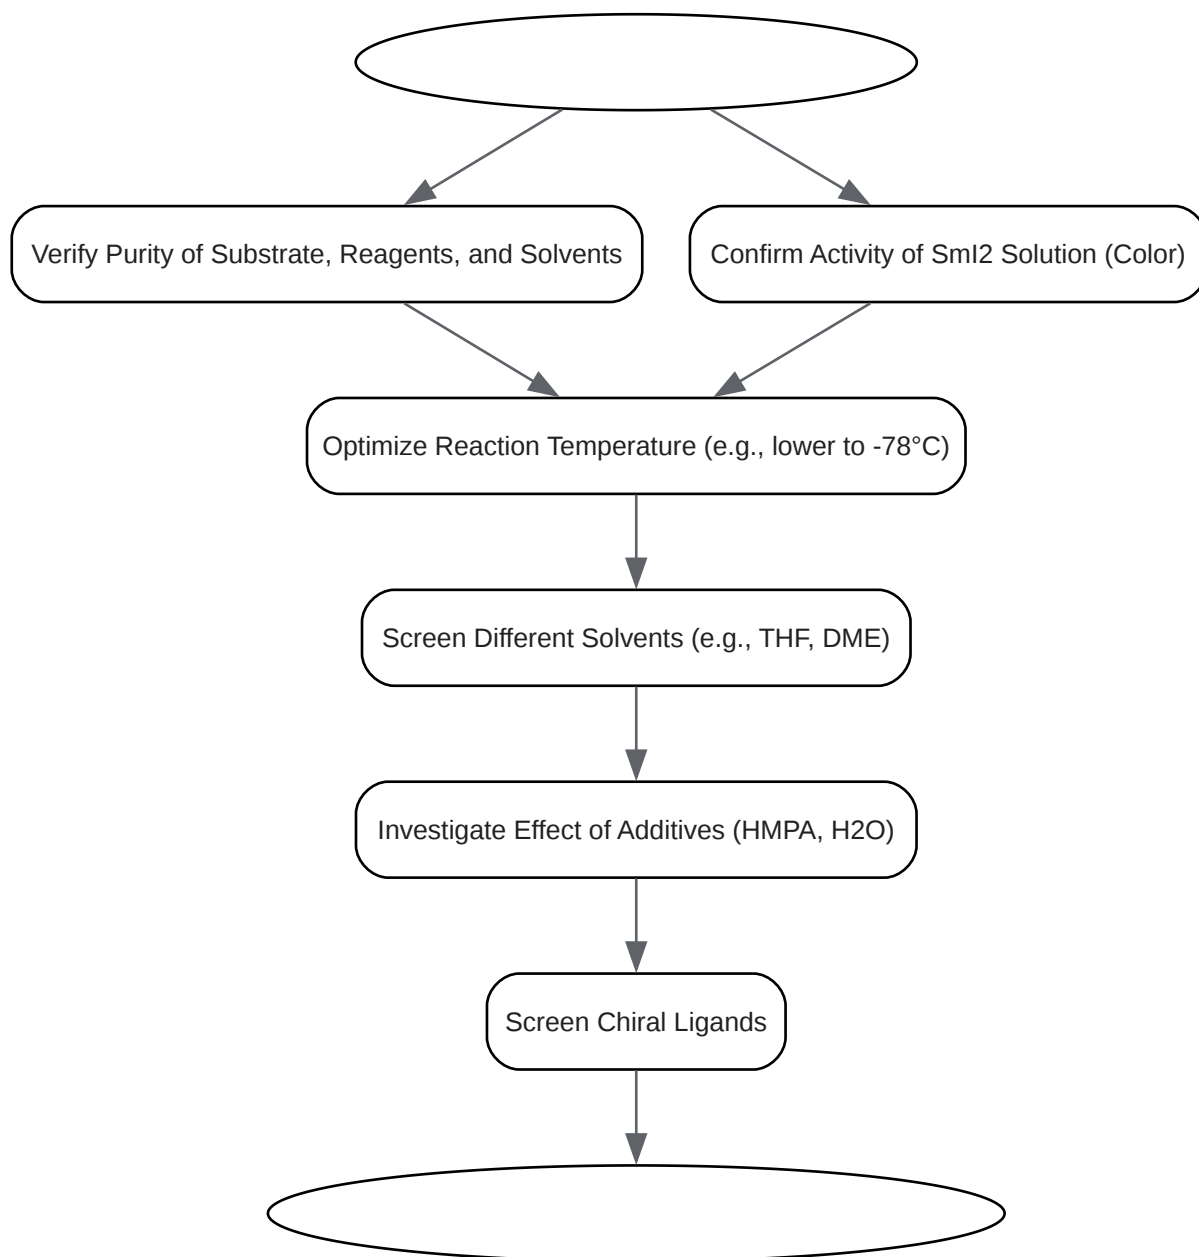 Verify Purity of Substrate, Reagents, and Solvents
Confirm Activity of SmI2 Solution (Color)
Optimize Reaction Temperature (e.g., lower to -78°C)
Screen Different Solvents (e.g., THF, DME)
Investigate Effect of Additives (HMPA, H2O)
Screen Chiral Ligands